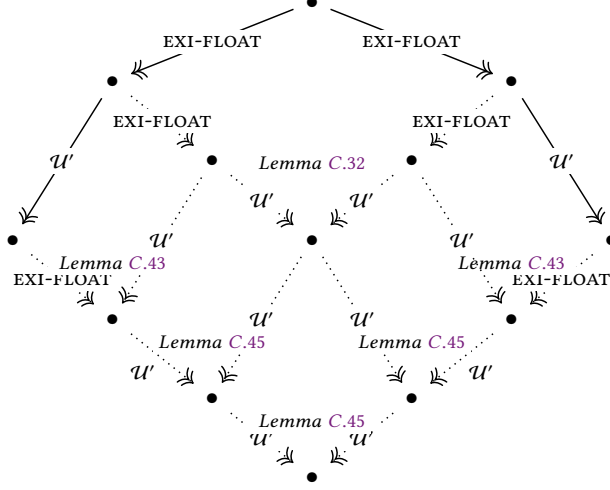 EXI-FLOAT EXI-FLOAT
EXI-FLOAT EXI-FLOAT
𝒰′ Lemma C.32 𝒰′
𝒰′ 𝒰′
𝒰′ 𝒰′
Lemma C.43 Lemma C.43
EXI-FLOAT EXI-FLOAT
𝒰′ 𝒰′
Lemma C.45 Lemma C.45
𝒰′ 𝒰′
Lemma C.45
𝒰′ 𝒰′